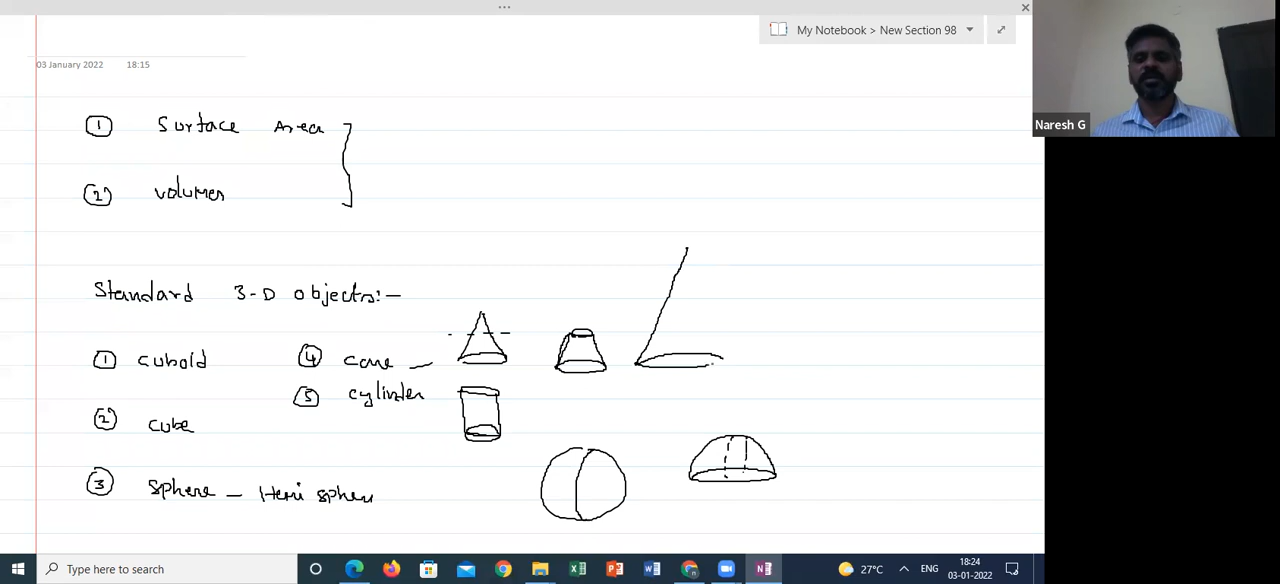 My Notebook > New Section 98
03 January 2022 18:15
Naresh G
① Surface Area
② volumes
Standard 3-D objects:-
① cuboid ④ cone
⑤ cylinder
② cube
③ Sphere - Hemi sphere
Type here to search
27°C ENG 18:24
03-01-2022